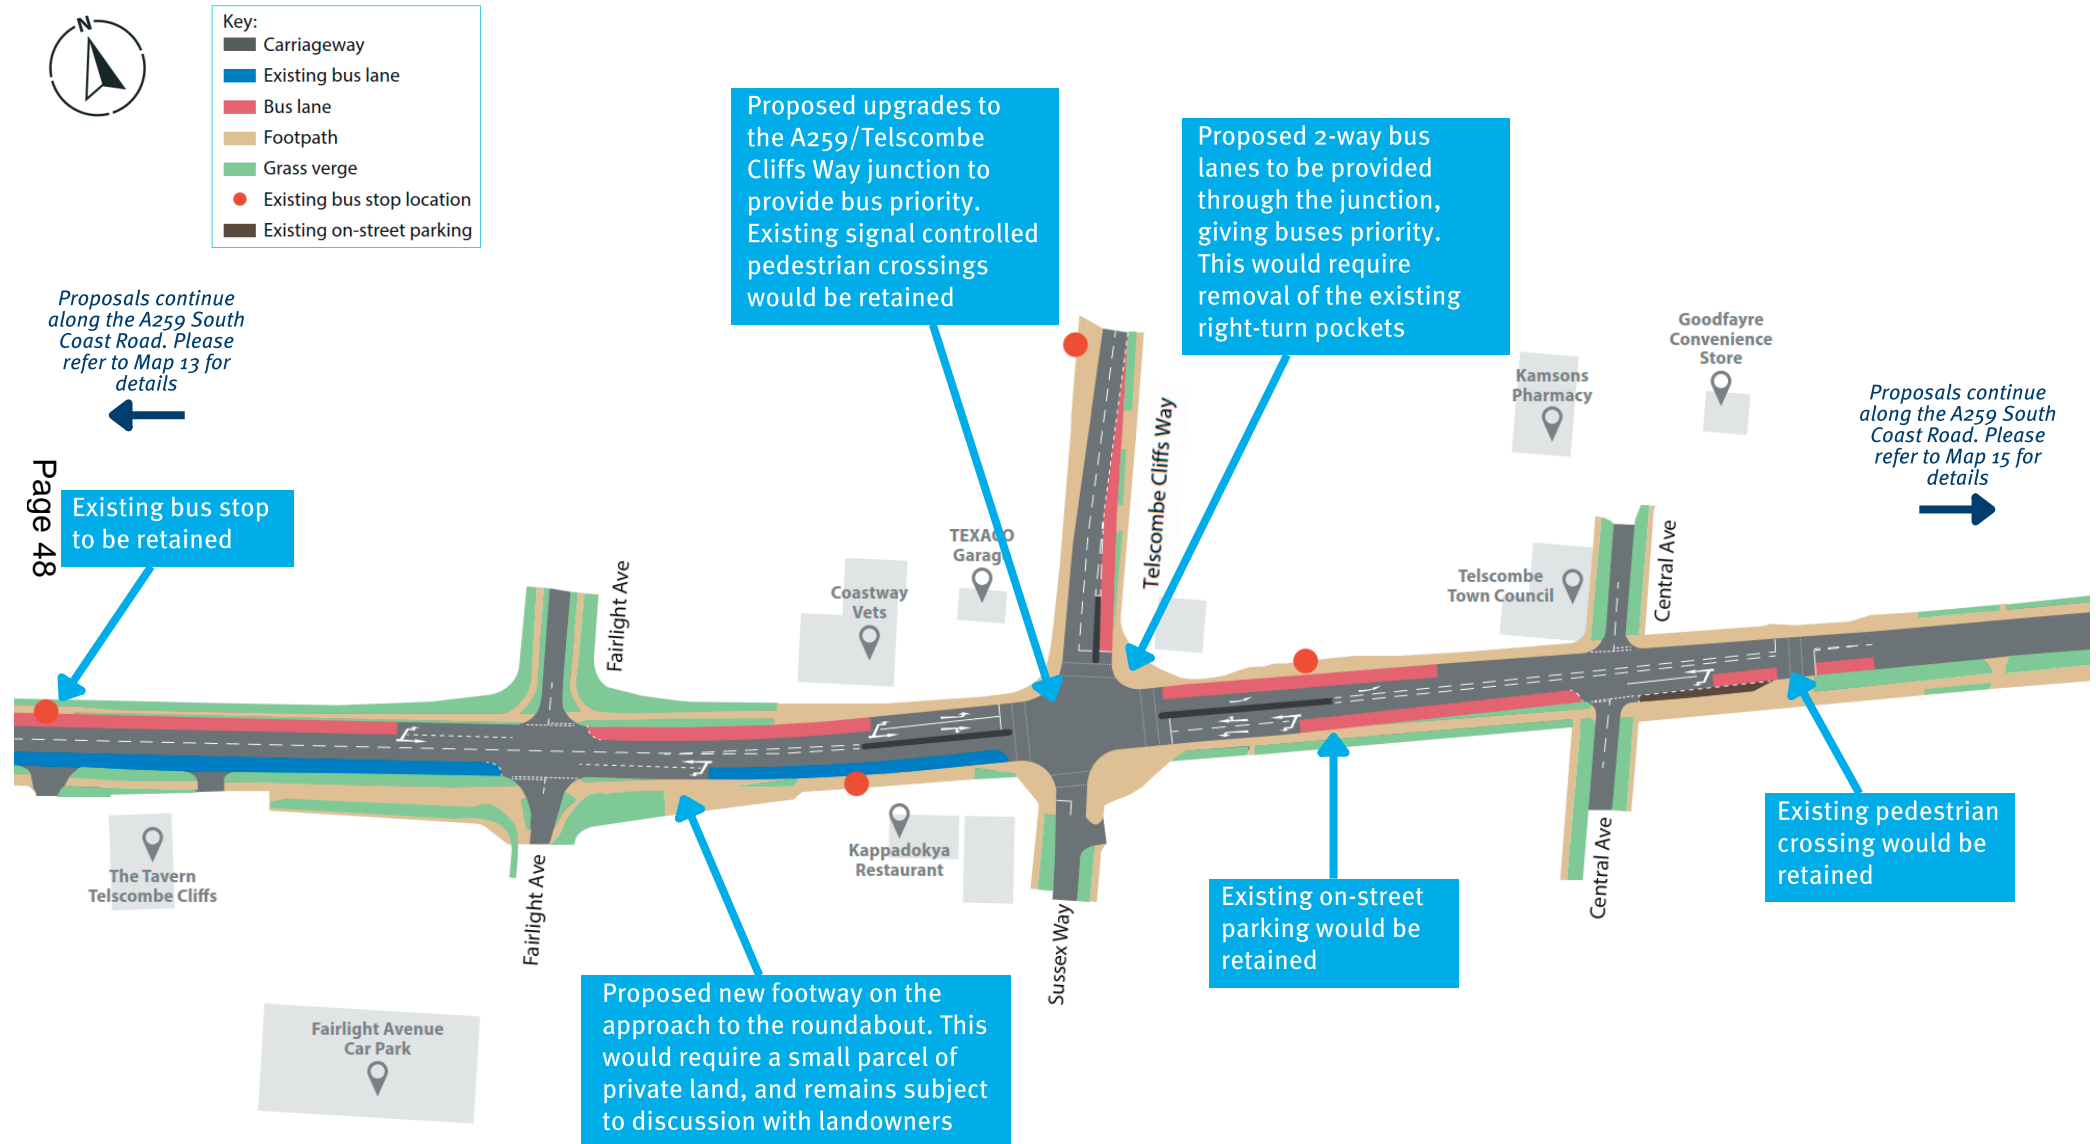 N
Key:
Carriageway
Existing bus lane
Bus lane
Footpath
Grass verge
Existing bus stop location
Existing on-street parking
Proposals continue
along the A259 South
Coast Road. Please
refer to Map 13 for
details
Page 48
Existing bus stop
to be retained
Proposed upgrades to
the A259/Telscombe
Cliffs Way junction to
provide bus priority.
Existing signal controlled
pedestrian crossings
would be retained
Proposed 2-way bus
lanes to be provided
through the junction,
giving buses priority.
This would require
removal of the existing
right-turn pockets
Goodfayre
Convenience
Store
Kamsons
Pharmacy
Proposals continue
along the A259 South
Coast Road. Please
refer to Map 15 for
details
Telscombe Cliffs Way
TEXACO
Garage
Coastway
Vets
Fairlight Ave
Telscombe
Town Council
Central Ave
The Tavern
Telscombe Cliffs
Fairlight Ave
Kappadokya
Restaurant
Sussex Way
Central Ave
Existing on-street
parking would be
retained
Existing pedestrian
crossing would be
retained
Fairlight Avenue
Car Park
Proposed new footway on the
approach to the roundabout. This
would require a small parcel of
private land, and remains subject
to discussion with landowners